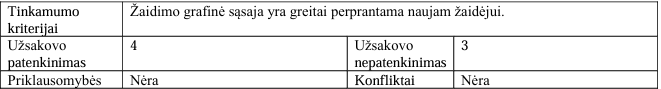 Tinkamumo kriterijai Žaidimo grafinė sąsaja yra greitai perprantama naujam žaidėjui.
Užsakovo patenkinimas 4 Užsakovo nepatenkinimas 3
Priklausomybės Nėra Konfliktai Nėra